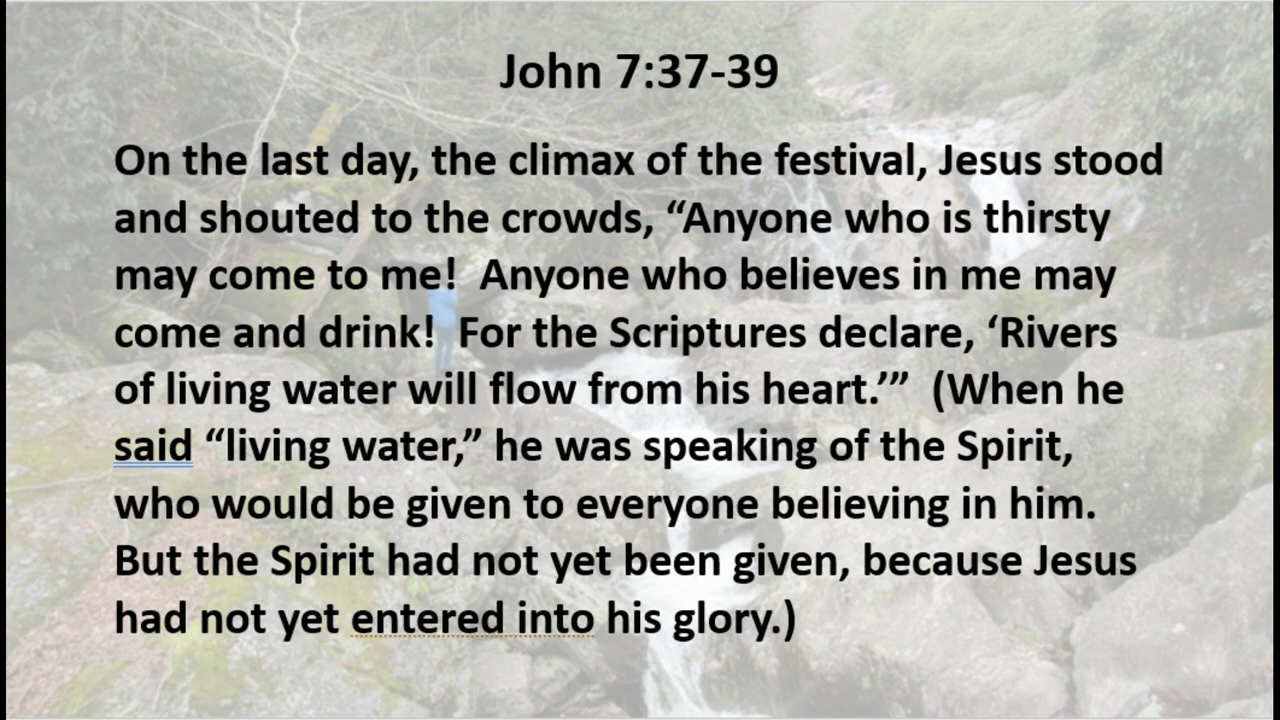 John 7:37-39
On the last day, the climax of the festival, Jesus stood
and shouted to the crowds, “Anyone who is thirsty
may come to me!  Anyone who believes in me may
come and drink!  For the Scriptures declare, ‘Rivers
of living water will flow from his heart.’”  (When he
said “living water,” he was speaking of the Spirit,
who would be given to everyone believing in him.
But the Spirit had not yet been given, because Jesus
had not yet entered into his glory.)